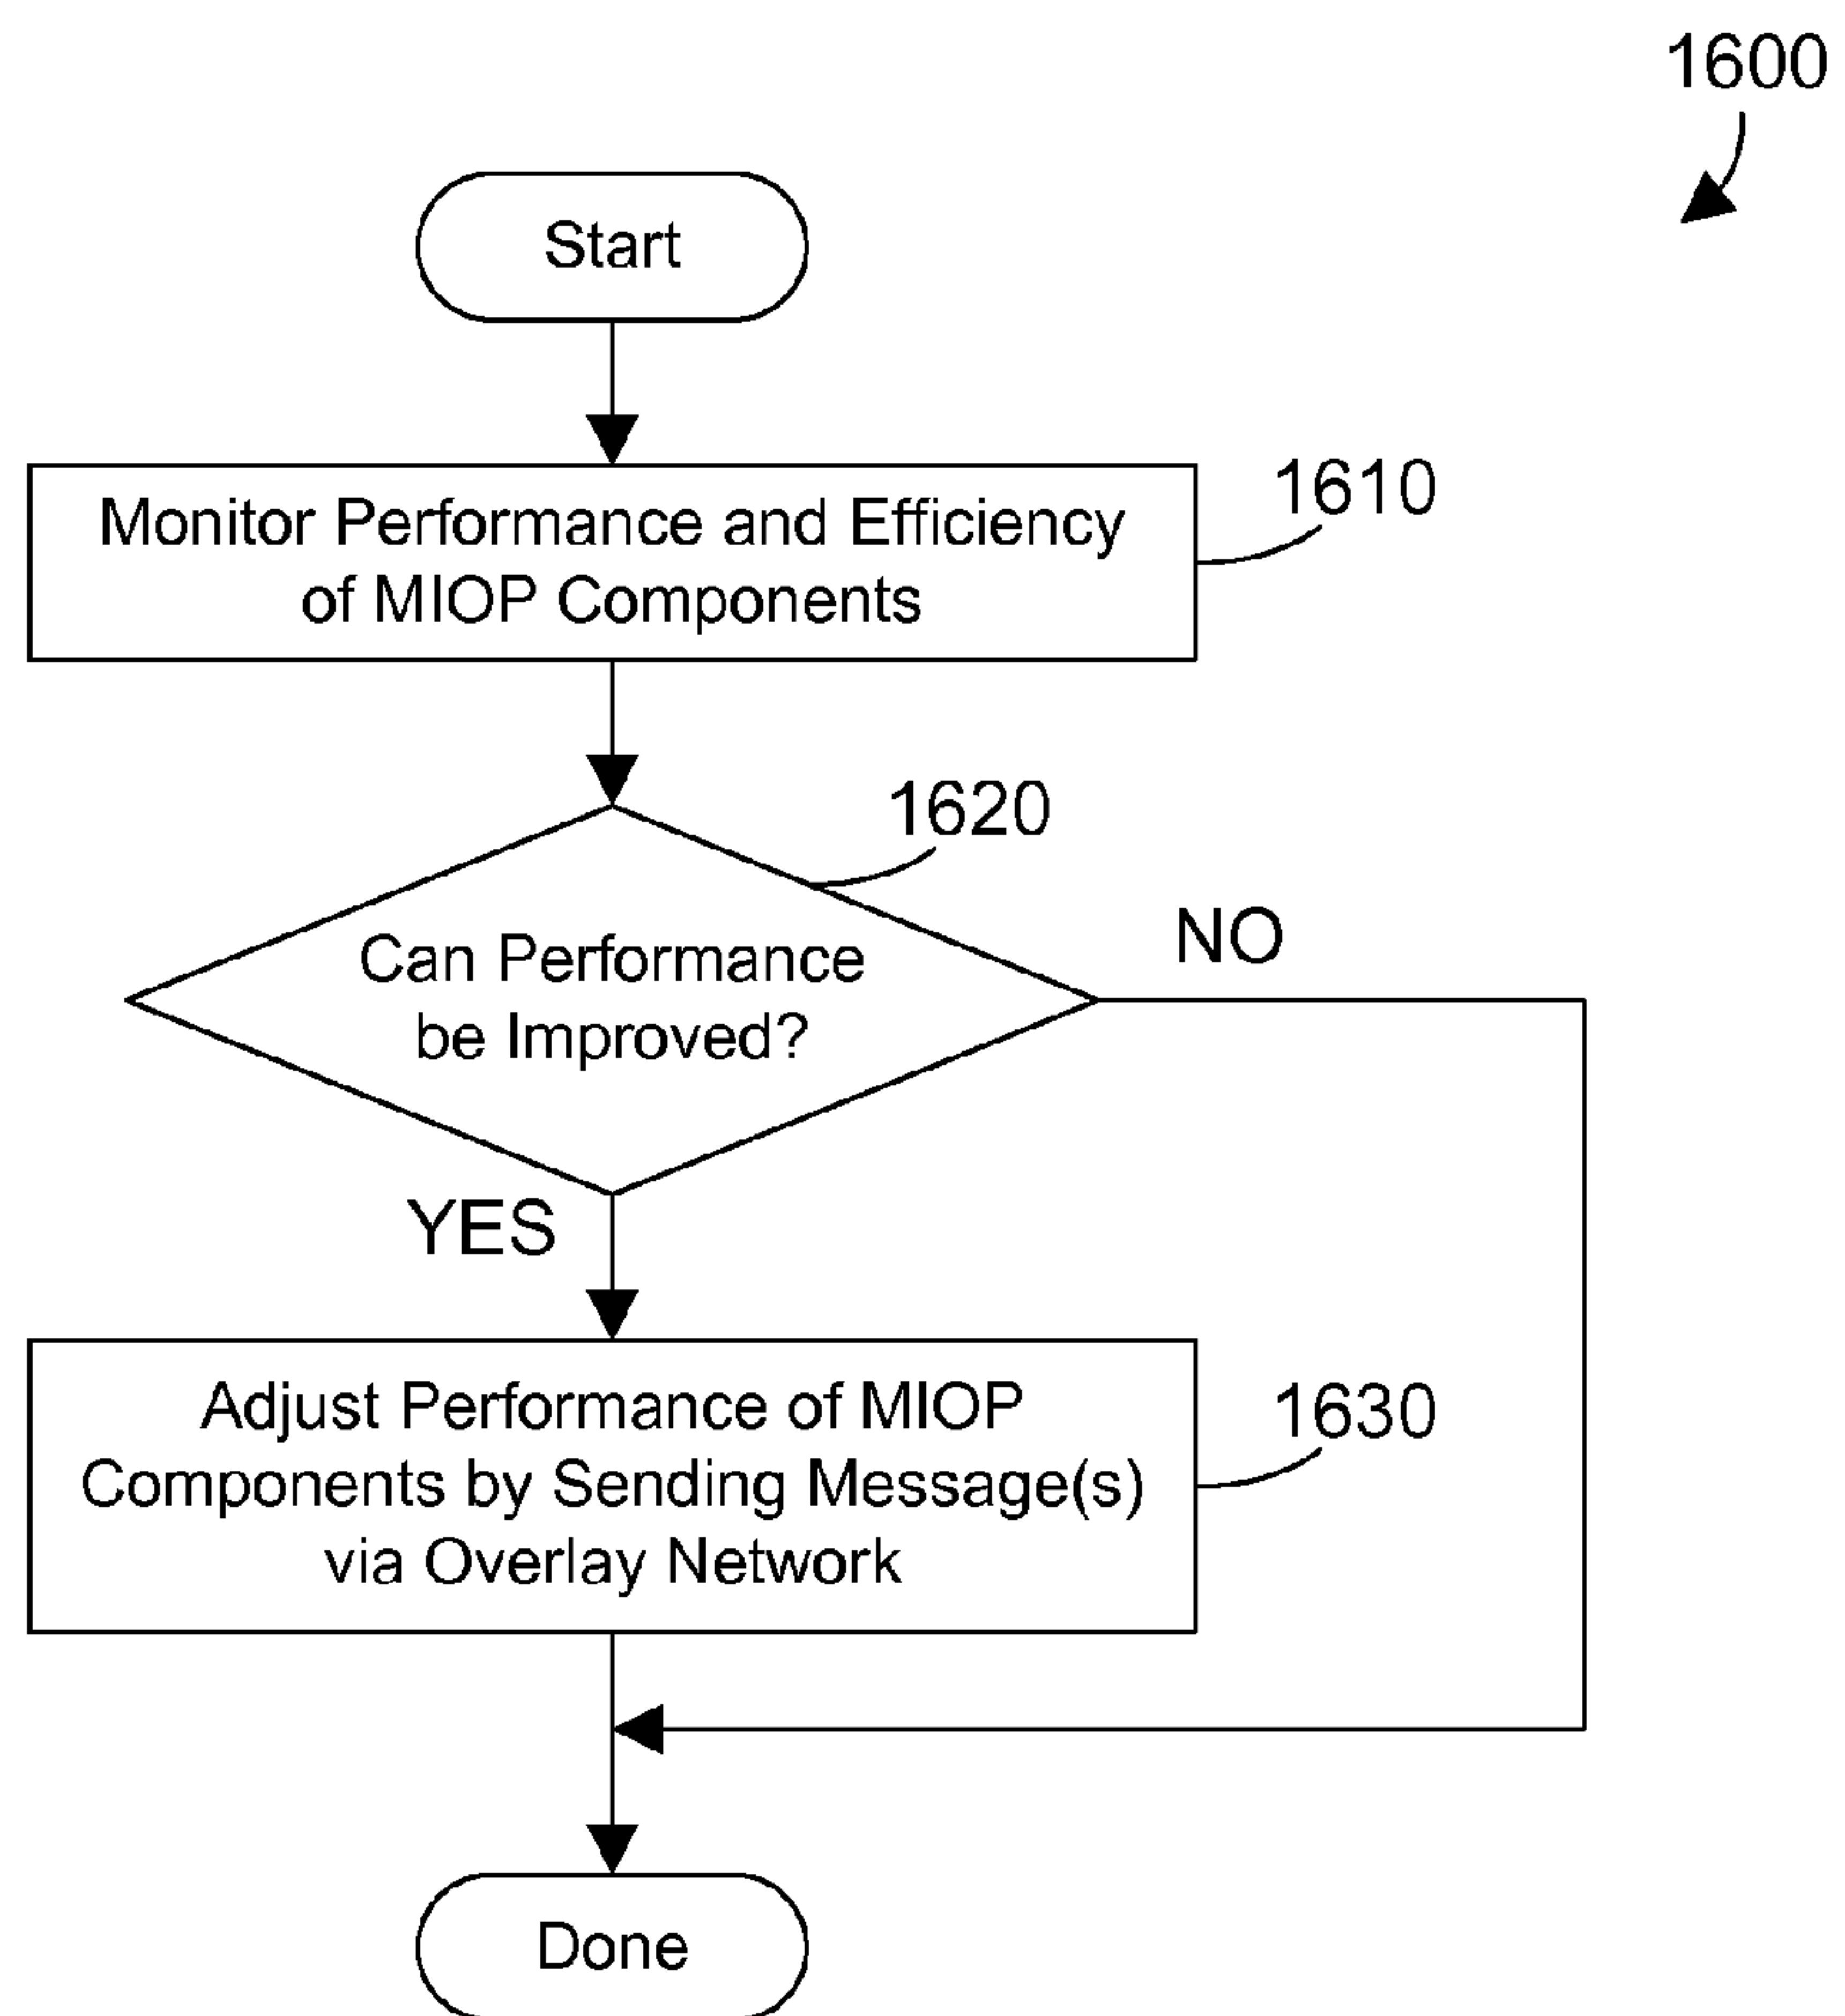 1600
Start
Monitor Performance and Efficiency
of MIOP Components
1610
1620
Can Performance
be Improved?
NO
YES
Adjust Performance of MIOP
Components by Sending Message(s)
via Overlay Network
1630
Done